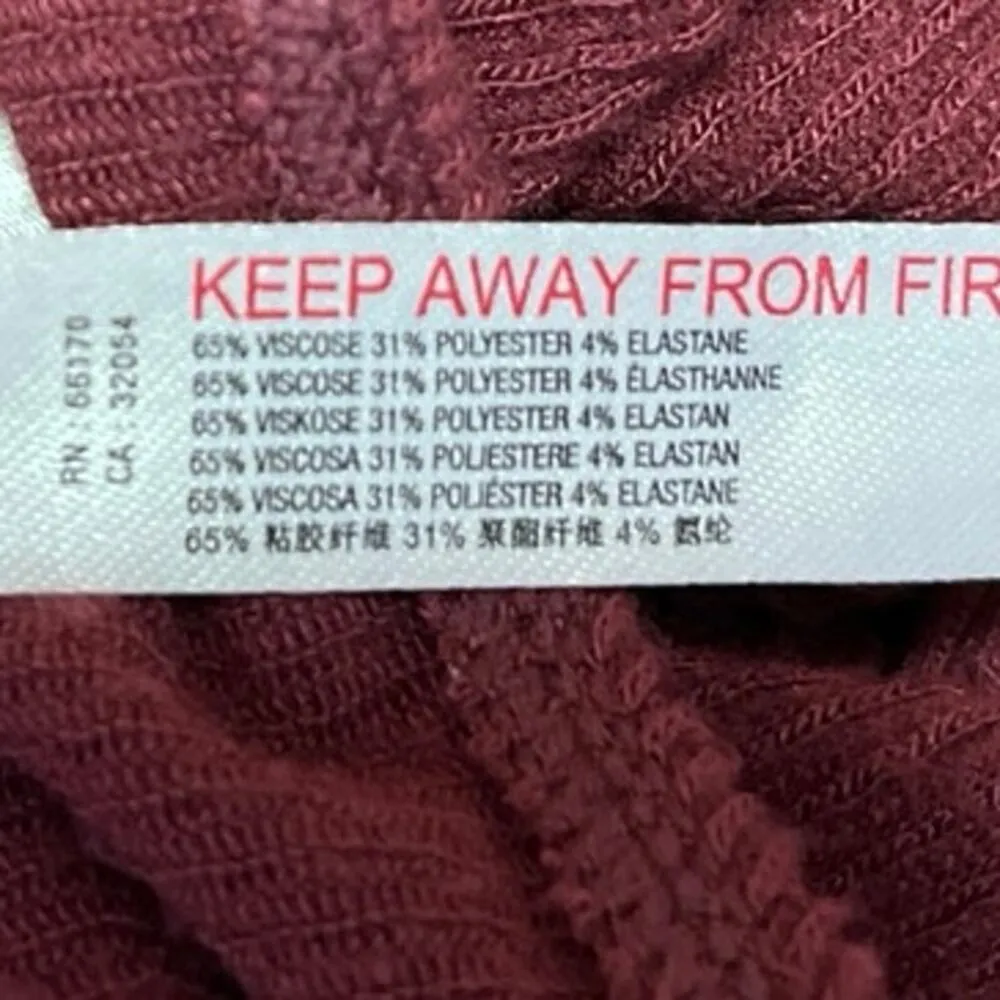 KEEP AWAY FROM FIR
65% VISCOSE 31% POLYESTER 4% ELASTANE
65% VISCOSE 31% POLYESTER 4% ÉLASTHANNE
65% VISKOSE 31% POLYESTER 4% ELASTAN
65% VISCOSA 31% POLIESTERE 4% ELASTAN
65% VISCOSA 31% POLIÉSTER 4% ELASTANE
65% 粘胶纤维 31% 聚酯纤维 4% 氨纶
RN : 66170
CA : 32054